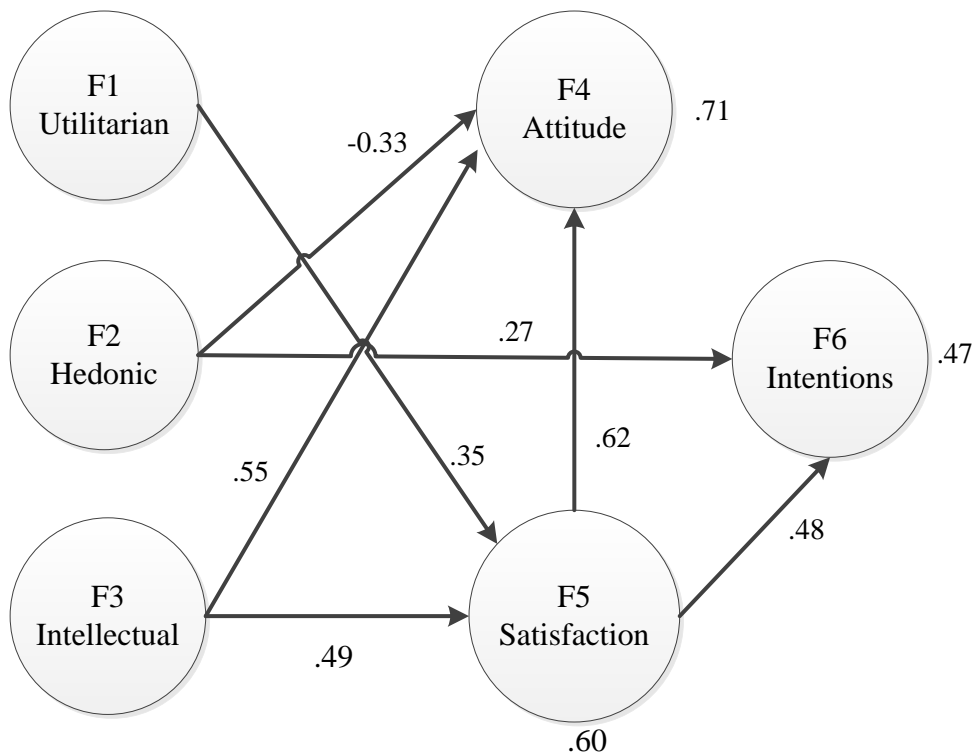 F1
Utilitarian
F4
Attitude
.71
-0.33
F2
Hedonic
.27
F6
Intentions
.47
.55
.35
.62
.48
F3
Intellectual
.49
F5
Satisfaction
.60